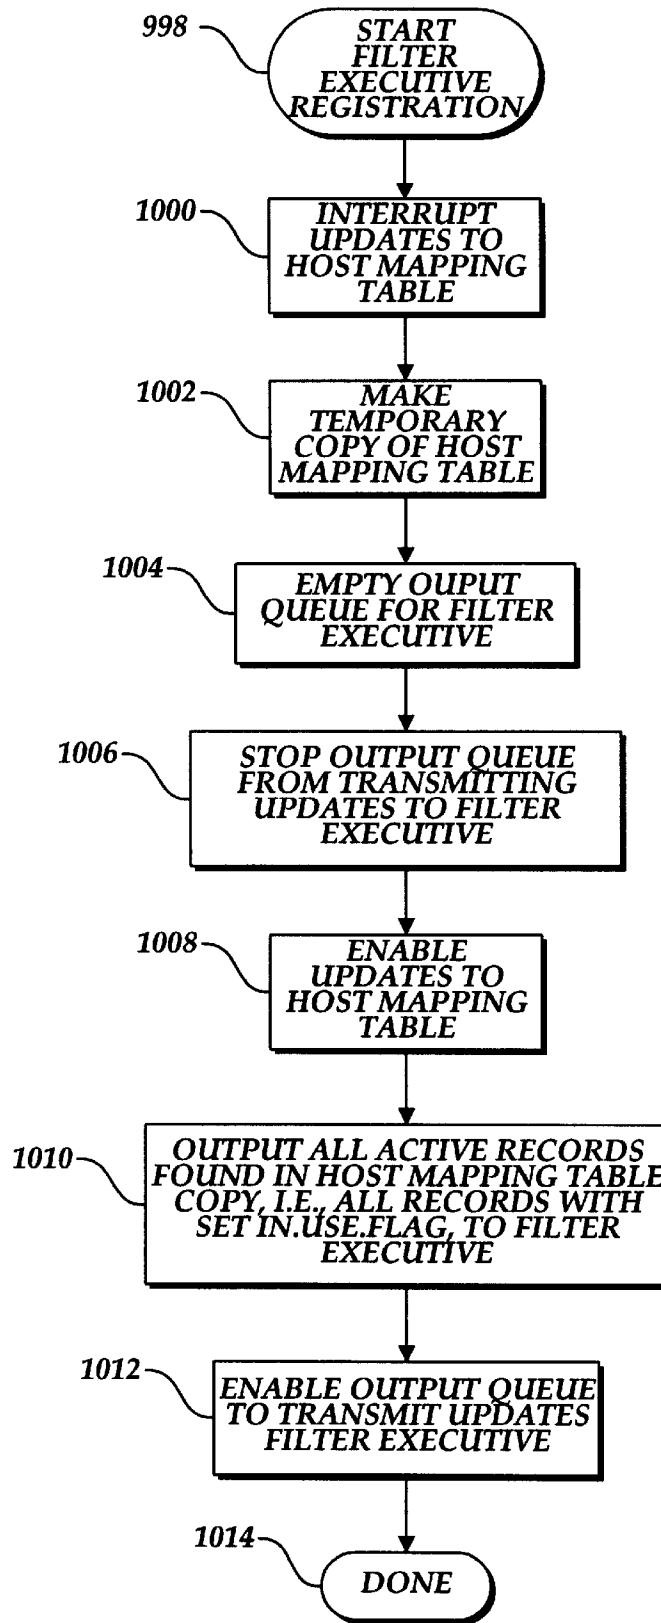 998
START
FILTER
EXECUTIVE
REGISTRATION
1000
INTERRUPT
UPDATES TO
HOST MAPPING
TABLE
1002
MAKE
TEMPORARY
COPY OF HOST
MAPPING TABLE
1004
EMPTY OUPUT
QUEUE FOR FILTER
EXECUTIVE
1006
STOP OUTPUT QUEUE
FROM TRANSMITTING
UPDATES TO FILTER
EXECUTIVE
1008
ENABLE
UPDATES TO
HOST MAPPING
TABLE
1010
OUTPUT ALL ACTIVE RECORDS
FOUND IN HOST MAPPING TABLE
COPY, I.E., ALL RECORDS WITH
SET IN.USE.FLAG, TO FILTER
EXECUTIVE
1012
ENABLE OUTPUT QUEUE
TO TRANSMIT UPDATES
FILTER EXECUTIVE
1014
DONE